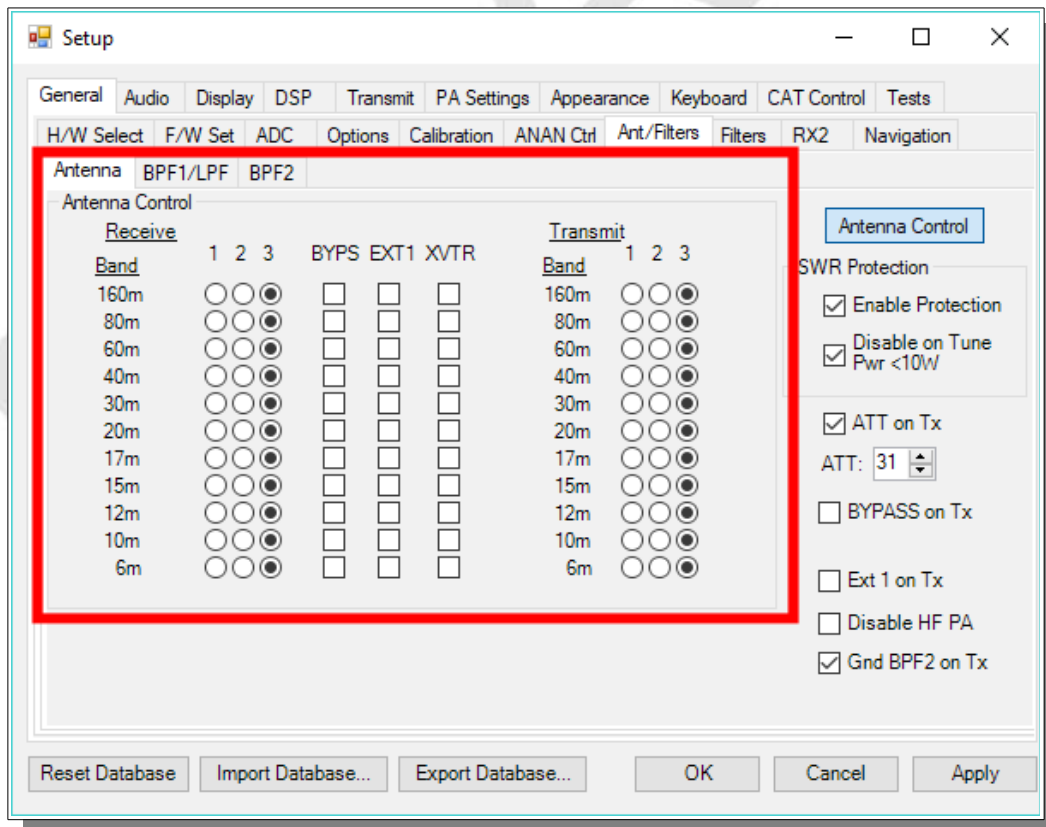 Setup
General Audio Display DSP Transmit PA Settings Appearance Keyboard CAT Control Tests
H/W Select F/W Set ADC Options Calibration ANAN Ctrl Ant/Filters Filters RX2 Navigation
Antenna BPF1/LPF BPF2
Antenna Control
Receive
1 2 3 BYPS EXT1 XVTR
Band
160m
80m
60m
40m
30m
20m
17m
15m
12m
10m
6m
Transmit
1 2 3
Band
160m
80m
60m
40m
30m
20m
17m
15m
12m
10m
6m
Antenna Control
SWR Protection
Enable Protection
Disable on Tune
Pwr <10W
ATT on Tx
ATT: 31
BYPASS on Tx
Ext 1 on Tx
Disable HF PA
Gnd BPF2 on Tx
Reset Database Import Database... Export Database... OK Cancel Apply